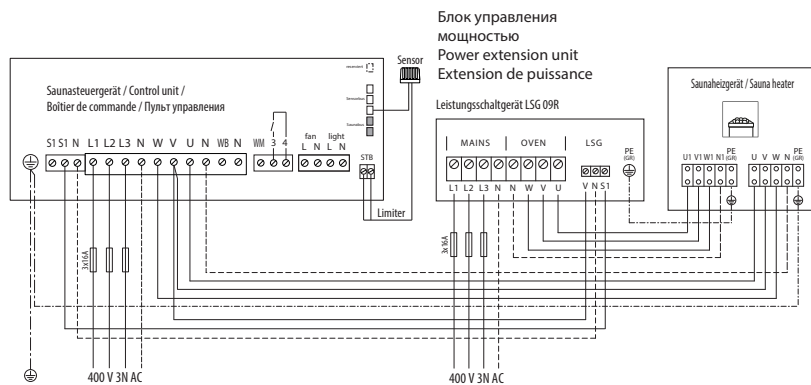 Блок управления
мощностью
Power extension unit
Extension de puissance
Saunasteuergerät / Control unit /
Boîtier de commande / Пульт управления
Sensor
Sensorbus
Saunabus
S1 S1 N L1 L2 L3 N W V U N WB N
WM 3 4
fan light
L N L N
STB
Limiter
3x16A
400 V 3N AC
Leistungsschaltgerät LSG 09R
MAINS OVEN LSG
PE
(GR)
L1 L2 L3 N N W V U
V N S1
3x16A
400 V 3N AC
Saunaheizgerät / Sauna heater
U1 V1 W1 N1 PE
(GR)
U V W N PE
(GR)